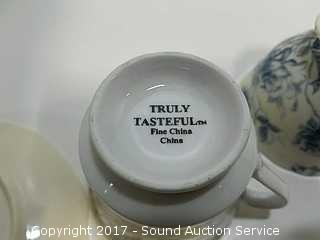 TRULY
TASTEFUL™
Fine China
China
Copyright 2017 - Sound Auction Service